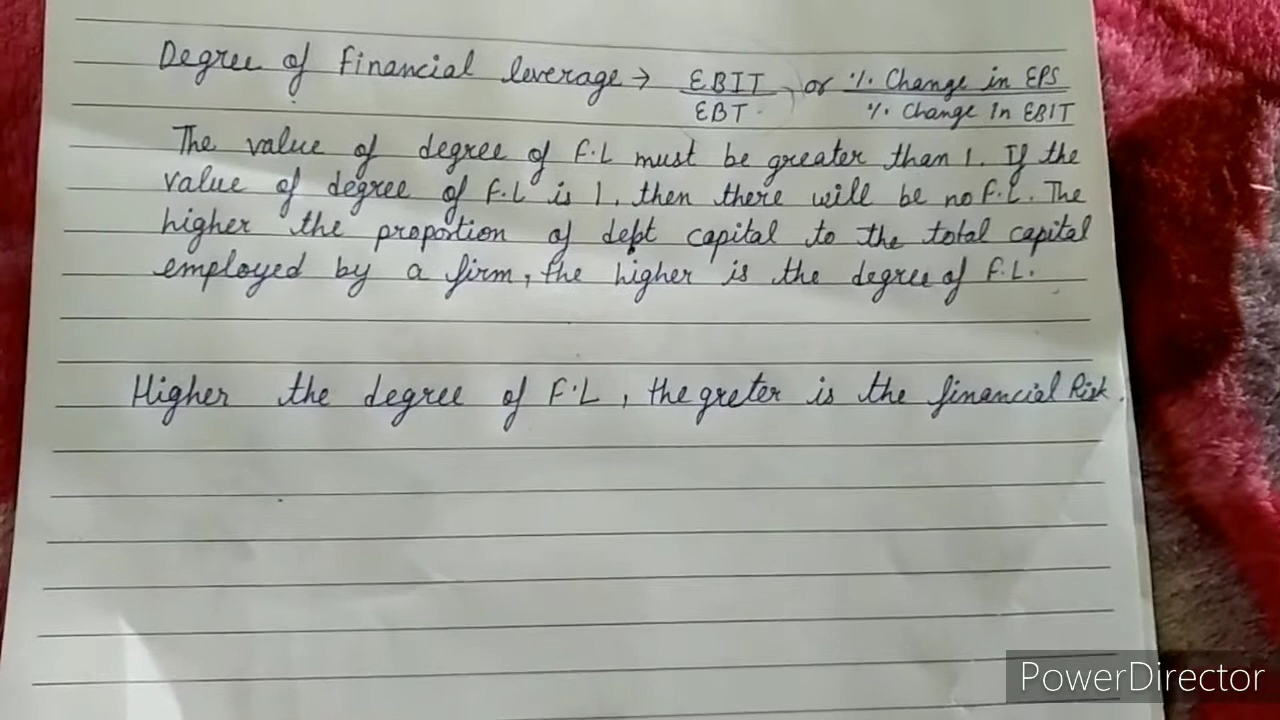 Degree of financial leverage → EBIT / EBT or % Change in EPS / % Change In EBIT
The value of degree of F.L must be greater than 1. If the
value of degree of F.L is 1, then there will be no F.L. The
higher the proportion of debt capital to the total capital
employed by a firm, the higher is the degree of F.L.
Higher the degree of F.L, the greter is the financial Risk.
PowerDirector